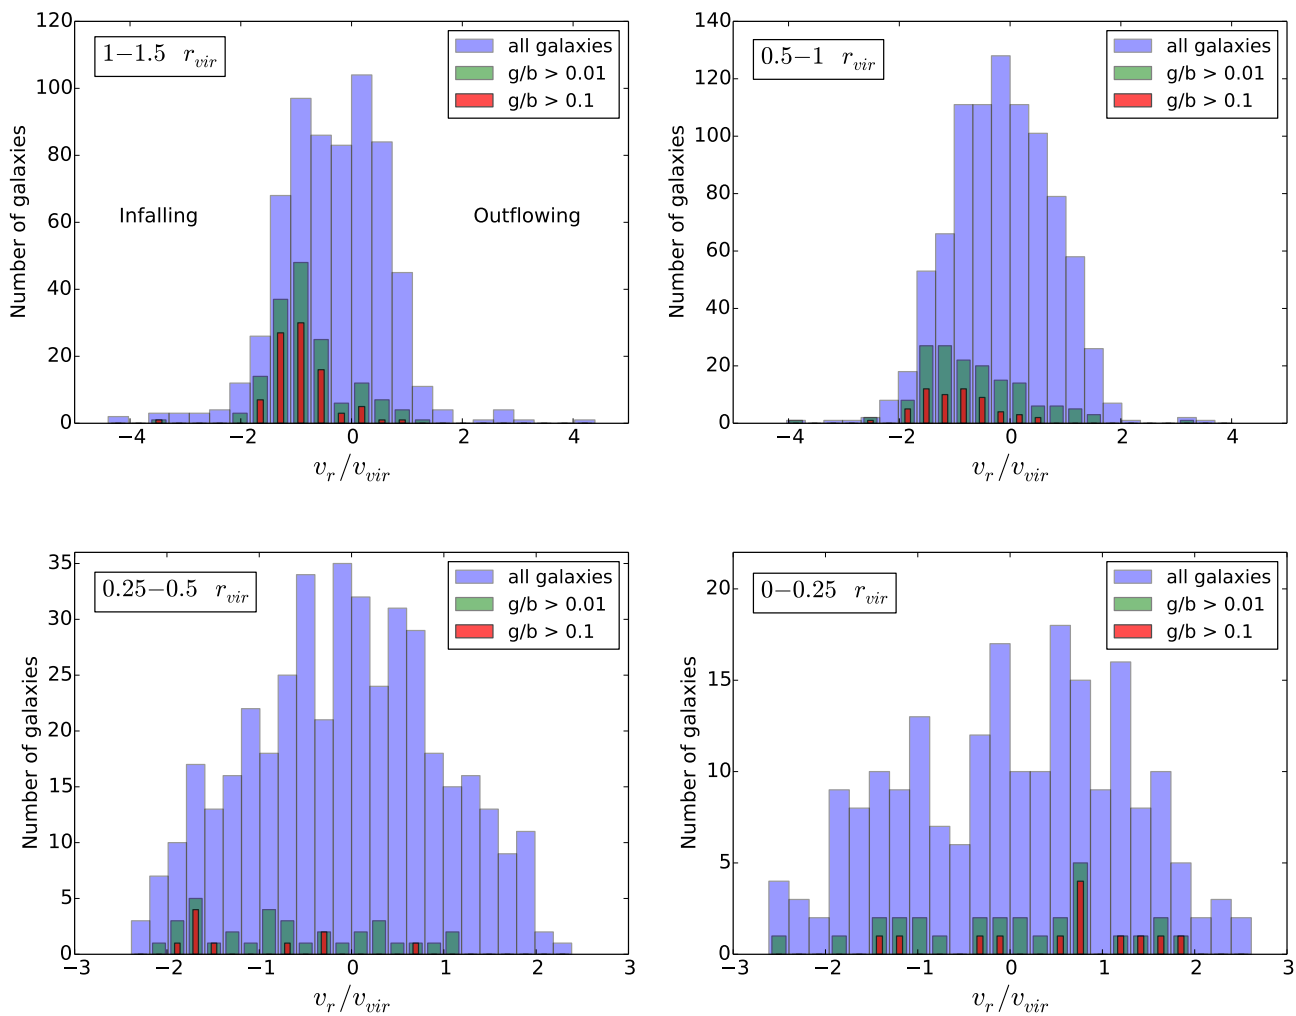 120
100
80
60
40
20
0
Number of galaxies
1−1.5 r_vir
all galaxies
g/b > 0.01
g/b > 0.1
Infalling
Outflowing
−4
−2
0
2
4
v_r/v_vir
140
120
100
80
60
40
20
0
Number of galaxies
0.5−1 r_vir
all galaxies
g/b > 0.01
g/b > 0.1
−4
−2
0
2
4
v_r/v_vir
35
30
25
20
15
10
5
0
Number of galaxies
0.25−0.5 r_vir
all galaxies
g/b > 0.01
g/b > 0.1
−3
−2
−1
0
1
2
3
v_r/v_vir
20
15
10
5
0
Number of galaxies
0−0.25 r_vir
all galaxies
g/b > 0.01
g/b > 0.1
−3
−2
−1
0
1
2
3
v_r/v_vir